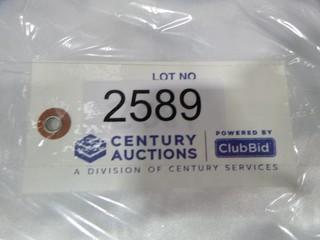 LOT NO
2589
CENTURY
AUCTIONS
POWERED BY
ClubBid
A DIVISION OF CENTURY SERVICES